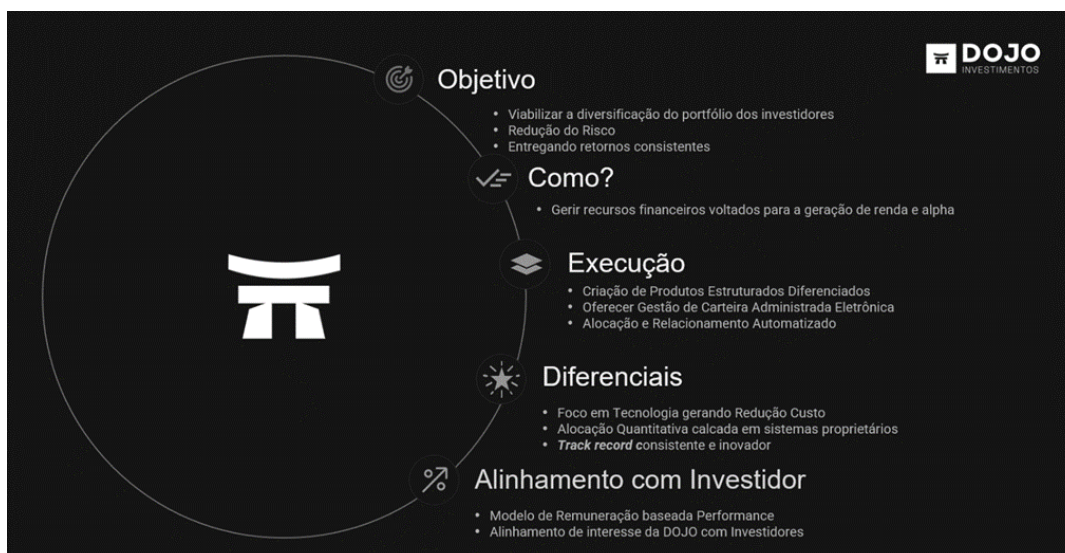 DOJO
INVESTIMENTOS
Objetivo
• Viabilizar a diversificação do portfólio dos investidores
• Redução do Risco
• Entregando retornos consistentes
Como?
• Gerir recursos financeiros voltados para a geração de renda e alpha
Execução
• Criação de Produtos Estruturados Diferenciados
• Oferecer Gestão de Carteira Administrada Eletrônica
• Alocação e Relacionamento Automatizado
Diferenciais
• Foco em Tecnologia gerando Redução Custo
• Alocação Quantitativa calcada em sistemas proprietários
• Track record consistente e inovador
Alinhamento com Investidor
• Modelo de Remuneração baseada Performance
• Alinhamento de interesse da DOJO com Investidores